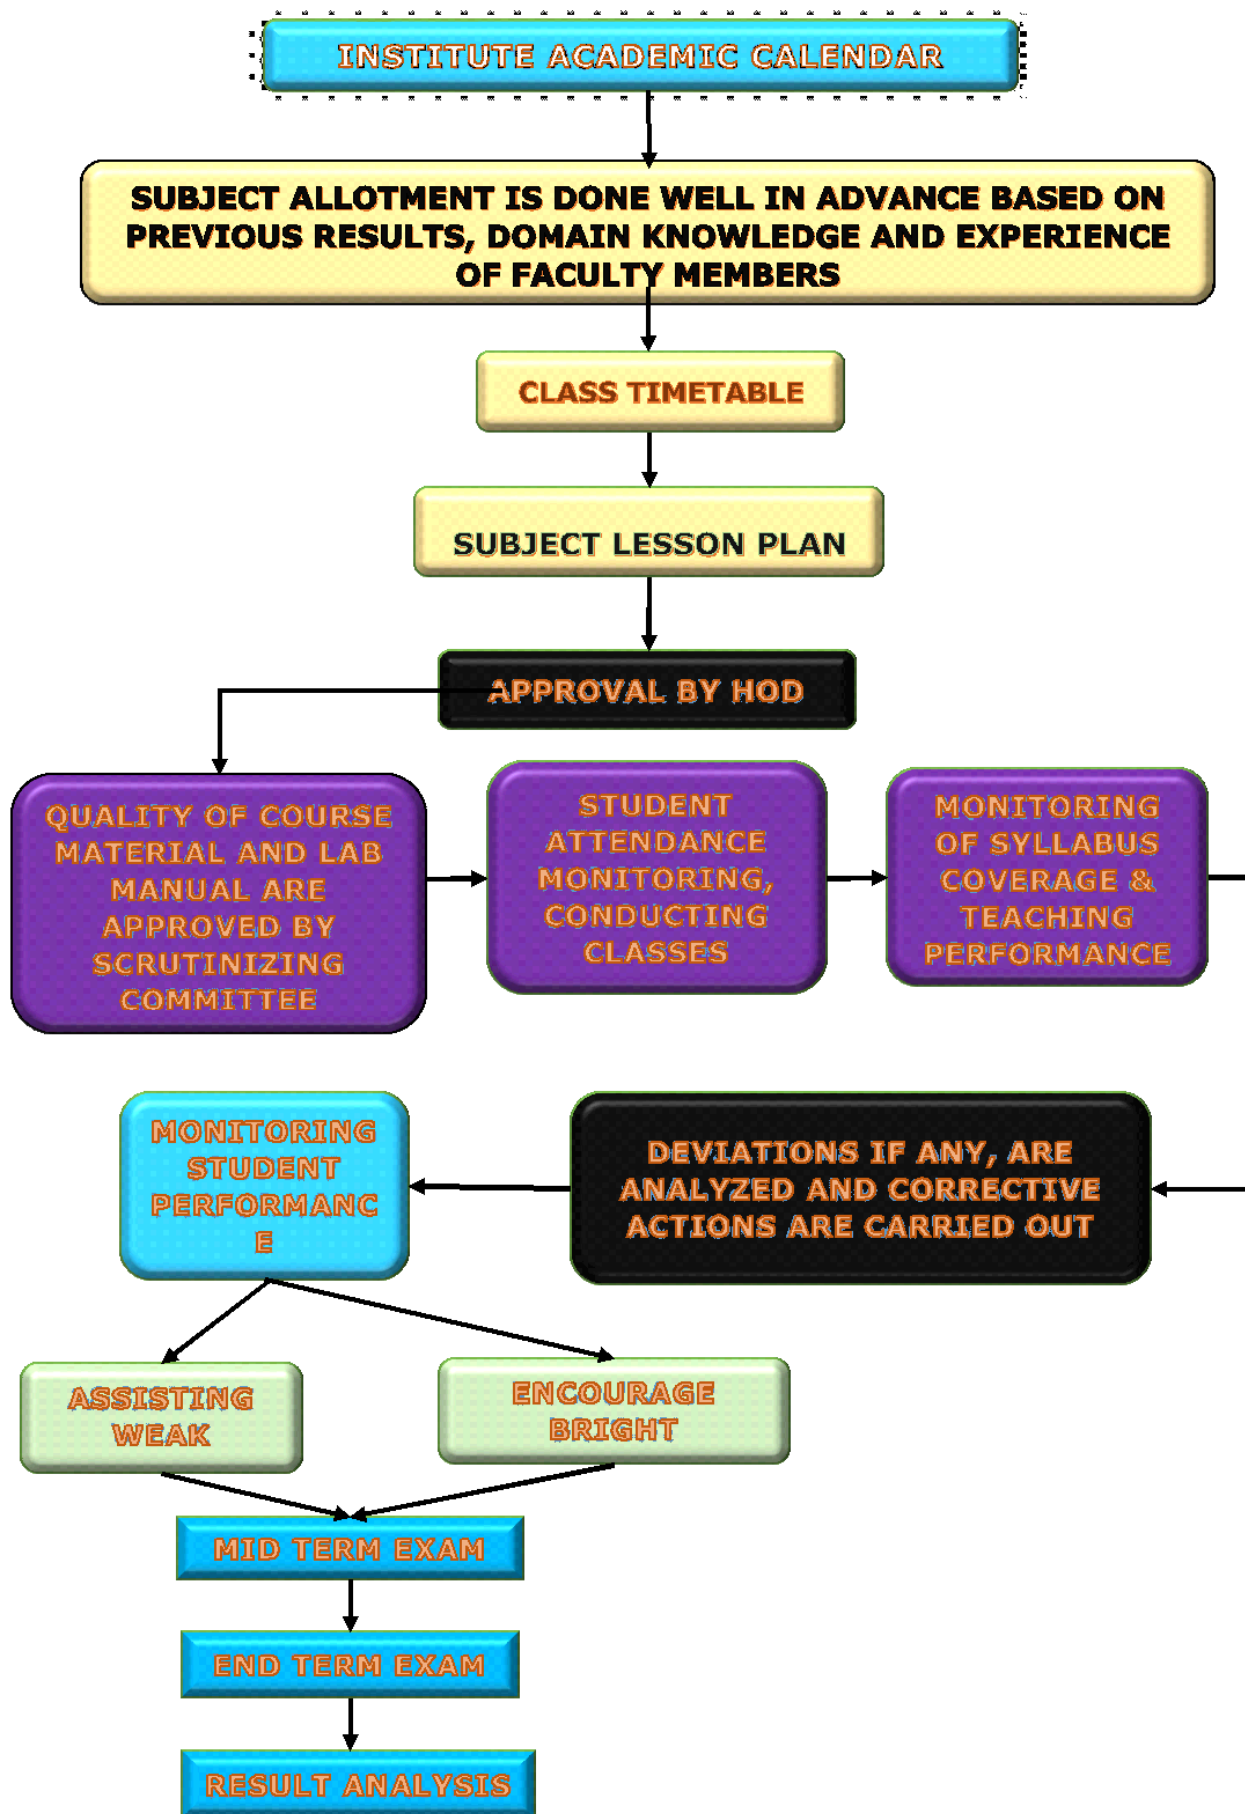 INSTITUTE ACADEMIC CALENDAR
SUBJECT ALLOTMENT IS DONE WELL IN ADVANCE BASED ON
PREVIOUS RESULTS, DOMAIN KNOWLEDGE AND EXPERIENCE
OF FACULTY MEMBERS
CLASS TIMETABLE
SUBJECT LESSON PLAN
APPROVAL BY HOD
QUALITY OF COURSE
MATERIAL AND LAB
MANUAL ARE
APPROVED BY
SCRUTINIZING
COMMITTEE
STUDENT
ATTENDANCE
MONITORING,
CONDUCTING
CLASSES
MONITORING
OF SYLLABUS
COVERAGE &
TEACHING
PERFORMANCE
MONITORING
STUDENT
PERFORMANC
E
DEVIATIONS IF ANY, ARE
ANALYZED AND CORRECTIVE
ACTIONS ARE CARRIED OUT
ASSISTING
WEAK
ENCOURAGE
BRIGHT
MID TERM EXAM
END TERM EXAM
RESULT ANALYSIS